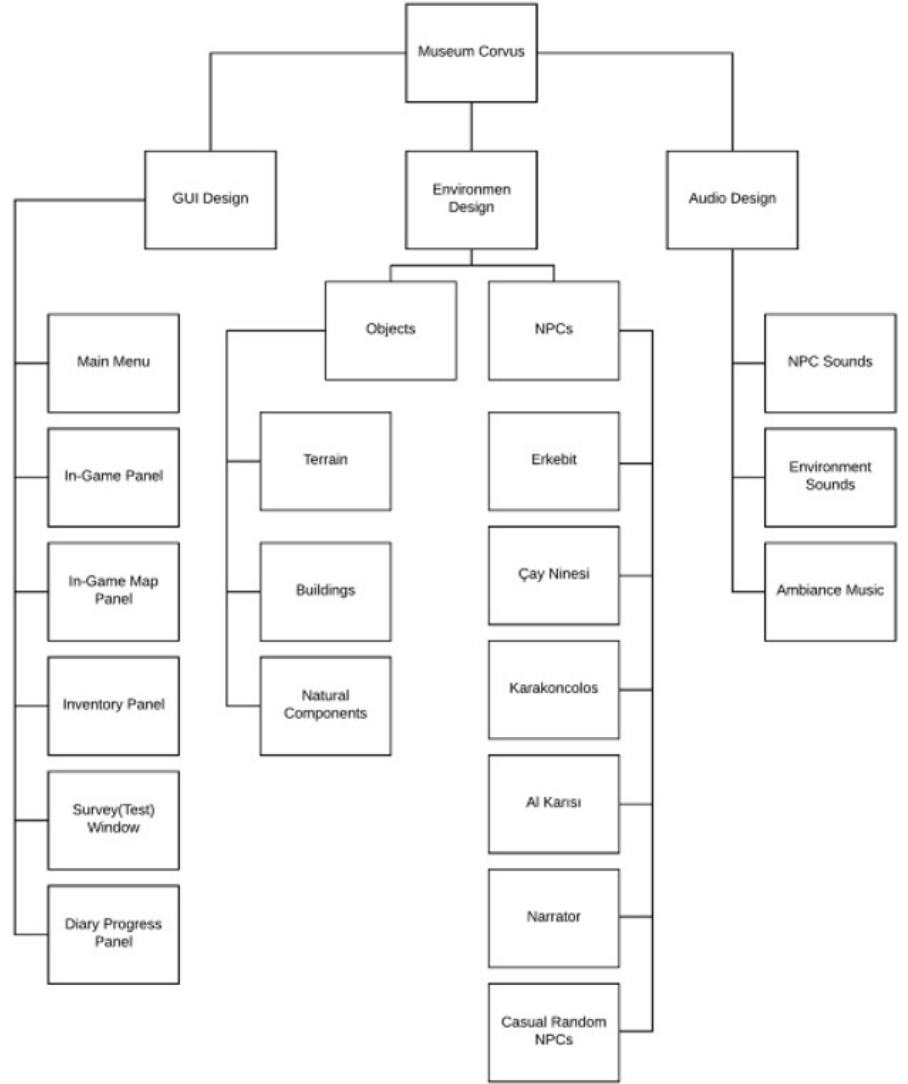 Museum Corvus
GUI Design
Environmen
Design
Audio Design
Objects
NPCs
Main Menu
In-Game Panel
In-Game Map
Panel
Inventory Panel
Survey(Test)
Window
Diary Progress
Panel
Terrain
Buildings
Natural
Components
Erkebit
Çay Ninesi
Karakoncolos
Al Karısı
Narrator
Casual Random
NPCs
NPC Sounds
Environment
Sounds
Ambiance Music